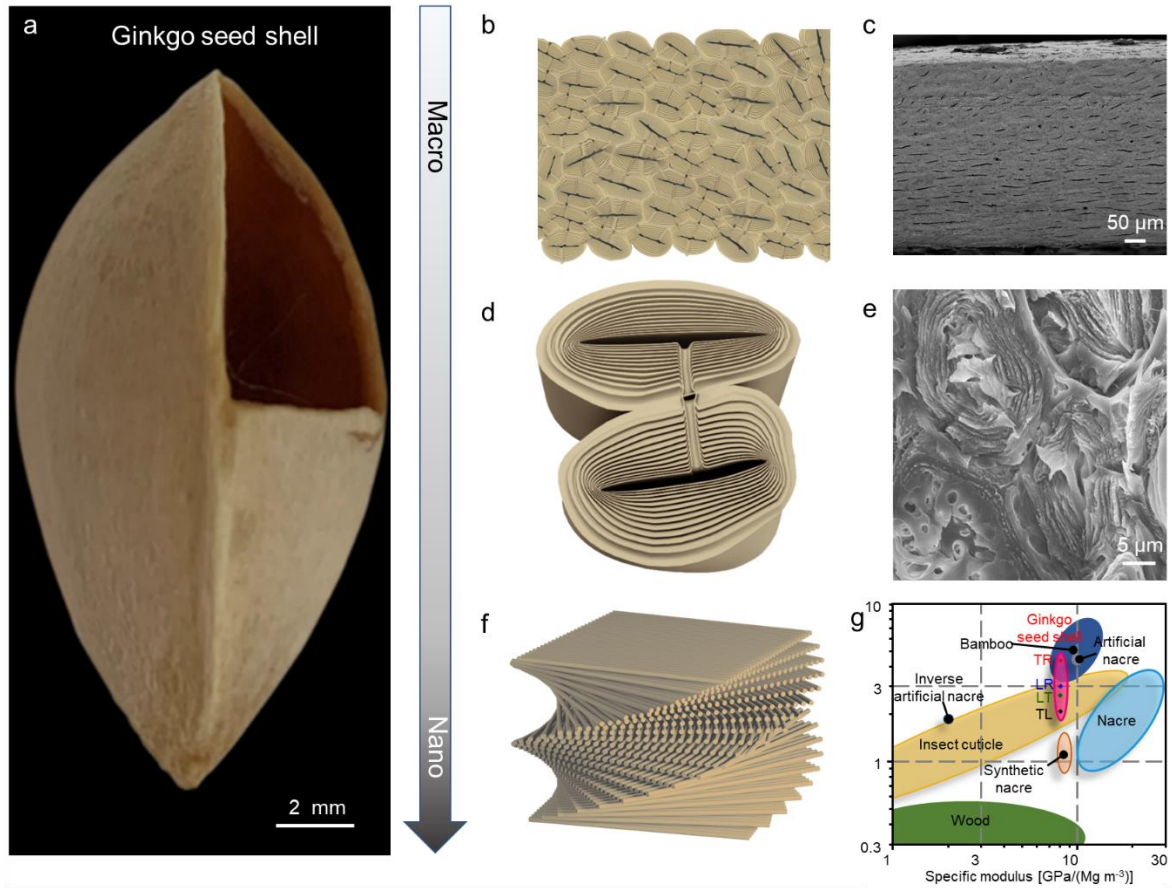 a
Ginkgo seed shell
2 mm
Macro
Nano
b
c
50 µm
d
e
5 µm
f
g
10
3
1
0.3
Ginkgo
seed shell
Bamboo
TR
Artificial
nacre
LR
LT
TL
Inverse
artificial nacre
Nacre
Insect cuticle
Synthetic
nacre
Wood
1
3
10
30
Specific modulus [GPa/(Mg m⁻³)]